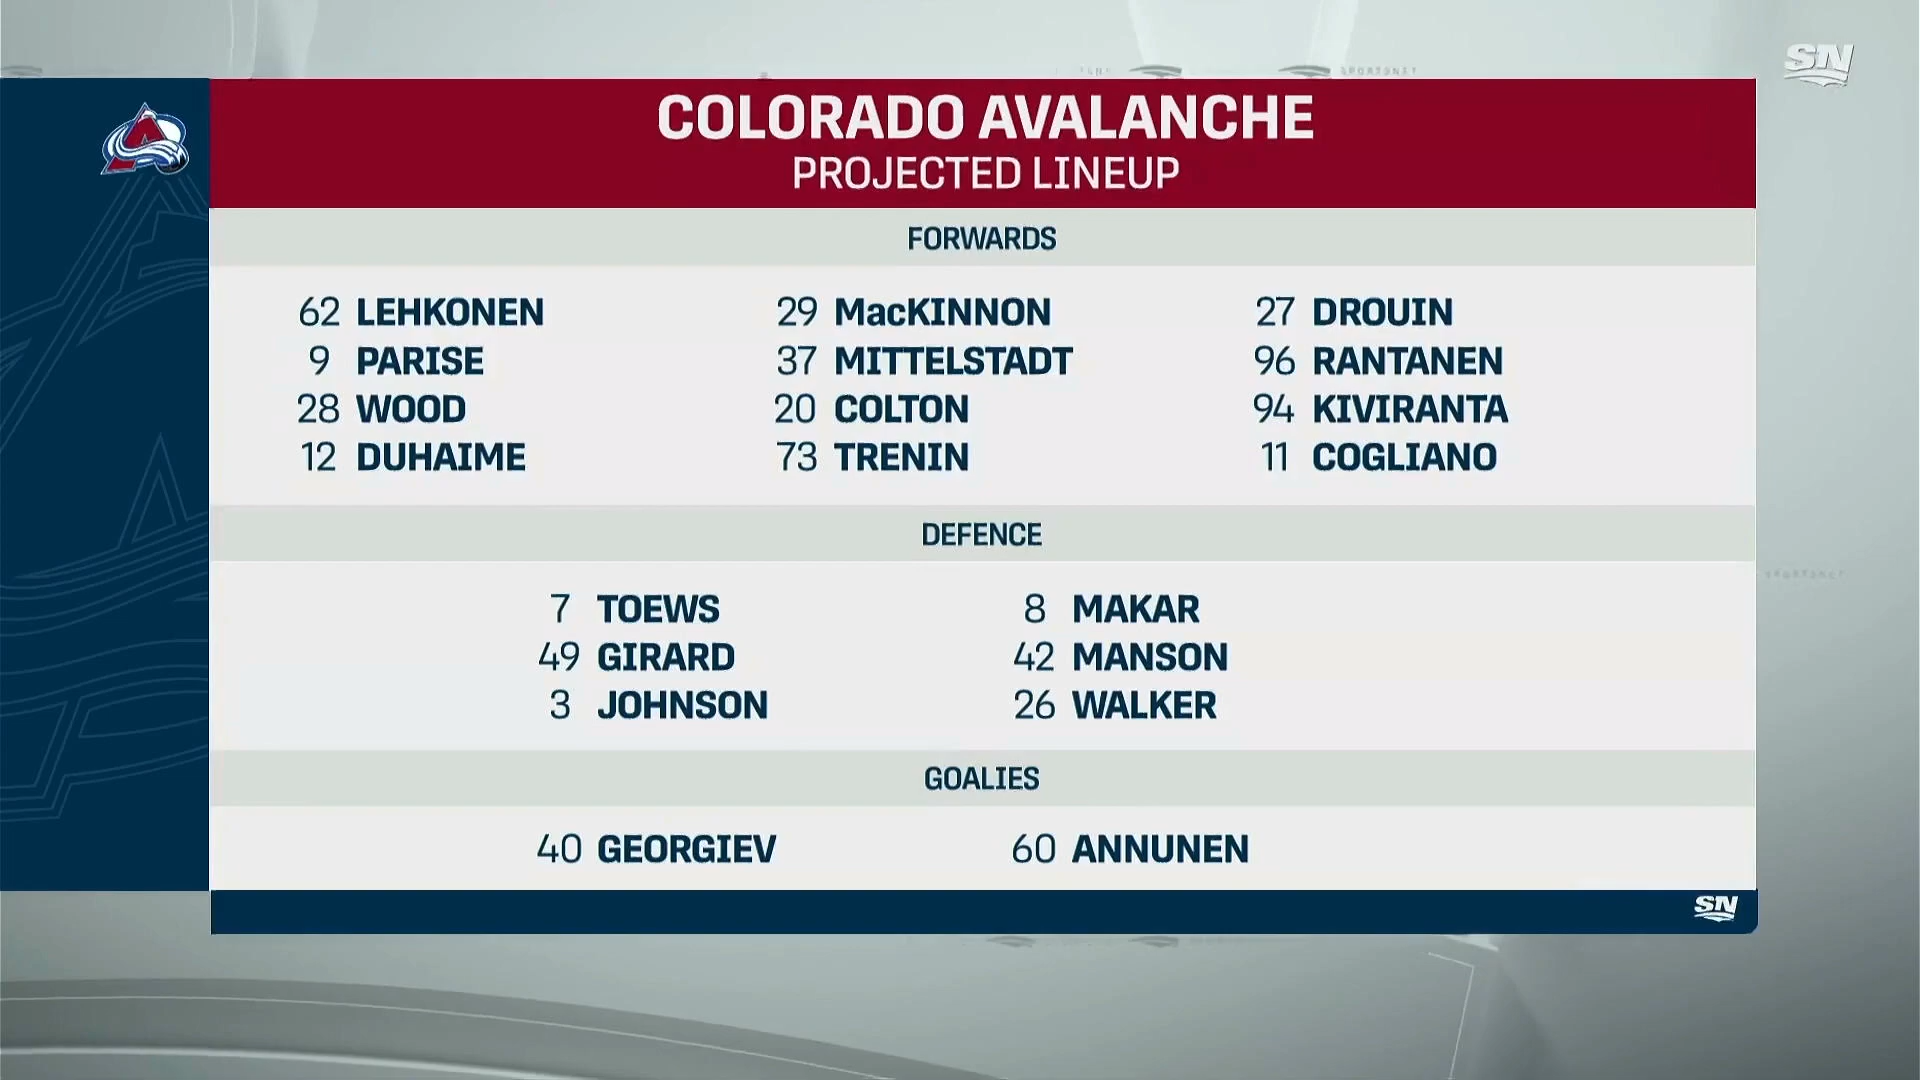 SN
SPORTSNET
COLORADO AVALANCHE
PROJECTED LINEUP
FORWARDS
62 LEHKONEN 29 MacKINNON 27 DROUIN
9 PARISE 37 MITTELSTADT 96 RANTANEN
28 WOOD 20 COLTON 94 KIVIRANTA
12 DUHAIME 73 TRENIN 11 COGLIANO
DEFENCE
7 TOEWS 8 MAKAR
49 GIRARD 42 MANSON
3 JOHNSON 26 WALKER
GOALIES
40 GEORGIEV 60 ANNUNEN
SN